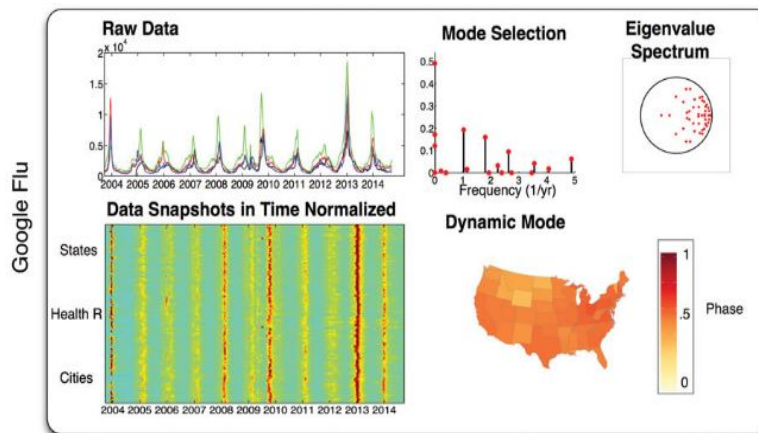 Google Flu
Raw Data
2 x 10^4
1.5
1
0.5
0
2004 2005 2006 2007 2008 2009 2010 2011 2012 2013 2014
Mode Selection
0.5
0.4
0.3
0.2
0.1
0
0 1 2 3 4 5
Frequency (1/yr)
Eigenvalue
Spectrum
Data Snapshots in Time Normalized
States
Health R
Cities
2004 2005 2006 2007 2008 2009 2010 2011 2012 2013 2014
Dynamic Mode
1
.5
0
Phase